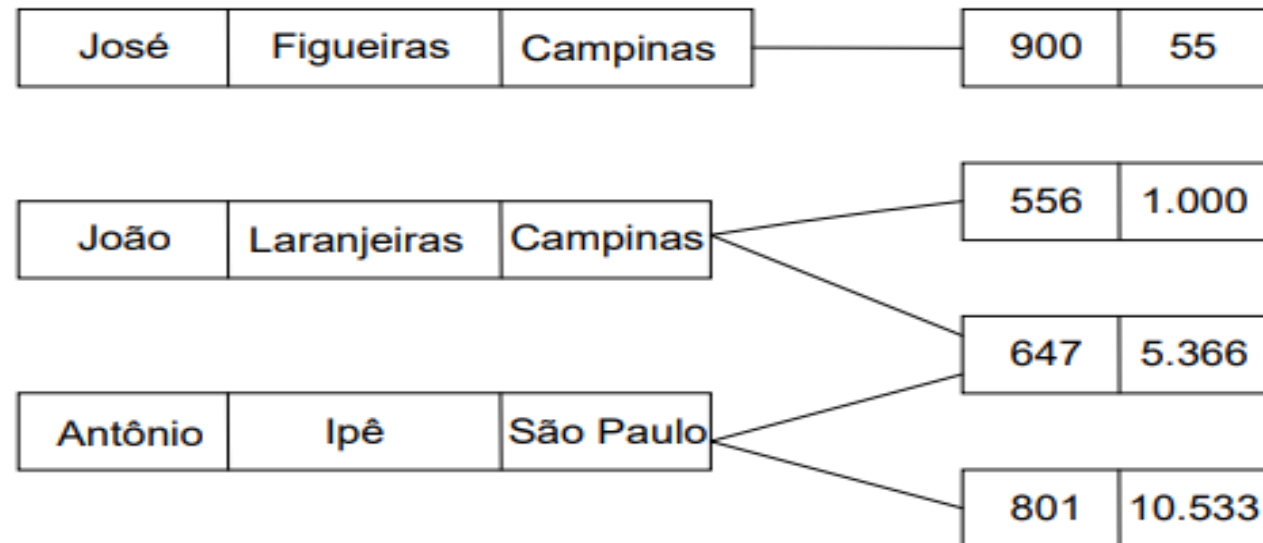 José Figueiras Campinas 900 55
556 1.000
João Laranjeiras Campinas
647 5.366
Antônio Ipê São Paulo
801 10.533